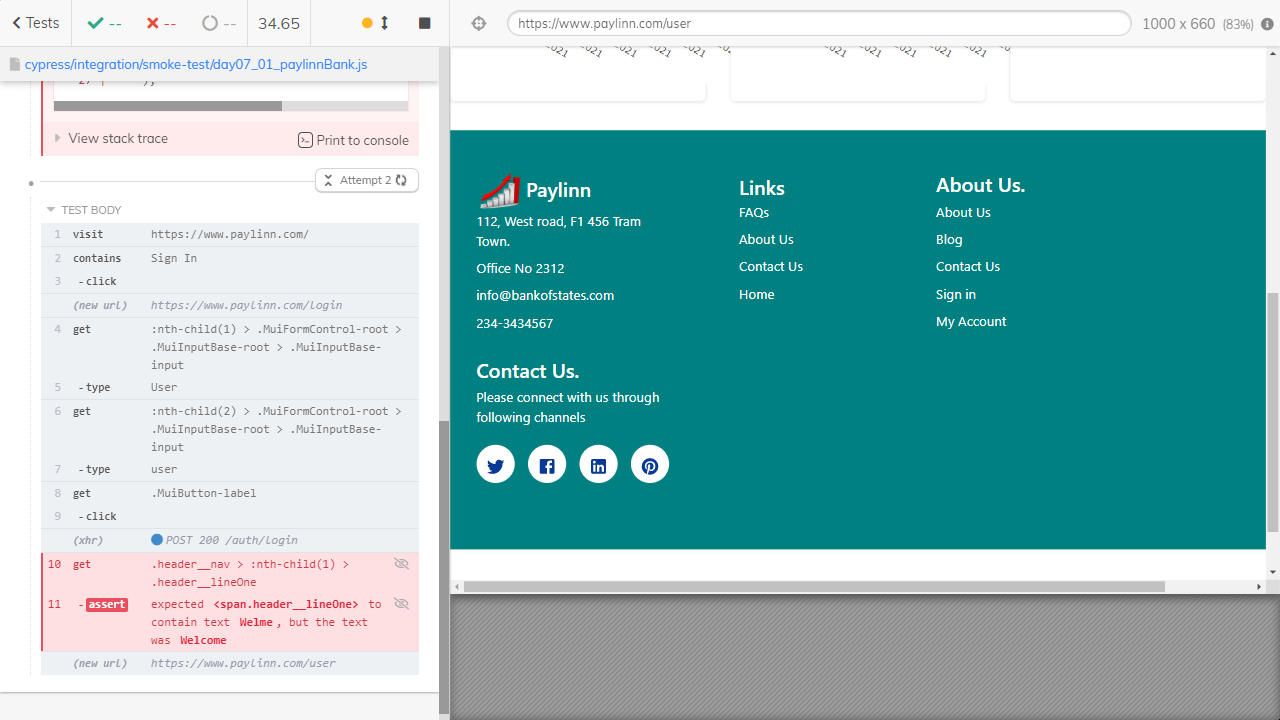 Tests
--
--
--
34.65
https://www.paylinn.com/user
1000 x 660 (83%)
cypress/integration/smoke-test/day07_01_paylinnBank.js
27 | );
View stack trace
Print to console
Attempt 2
TEST BODY
1 visit https://www.paylinn.com/
2 contains Sign In
3 -click
(new url) https://www.paylinn.com/login
4 get :nth-child(1) > .MuiFormControl-root >
.MuiInputBase-root > .MuiInputBase-
input
5 -type User
6 get :nth-child(2) > .MuiFormControl-root >
.MuiInputBase-root > .MuiInputBase-
input
7 -type user
8 get .MuiButton-label
9 -click
(xhr) POST 200 /auth/login
10 get .header__nav > :nth-child(1) >
.header__lineOne
11 -assert expected <span.header__lineOne> to
contain text Welme, but the text
was Welcome
(new url) https://www.paylinn.com/user
Paylinn
112, West road, F1 456 Tram
Town.
Office No 2312
info@bankofstates.com
234-3434567
Links
FAQs
About Us
Contact Us
Home
About Us.
About Us
Blog
Contact Us
Sign in
My Account
Contact Us.
Please connect with us through
following channels